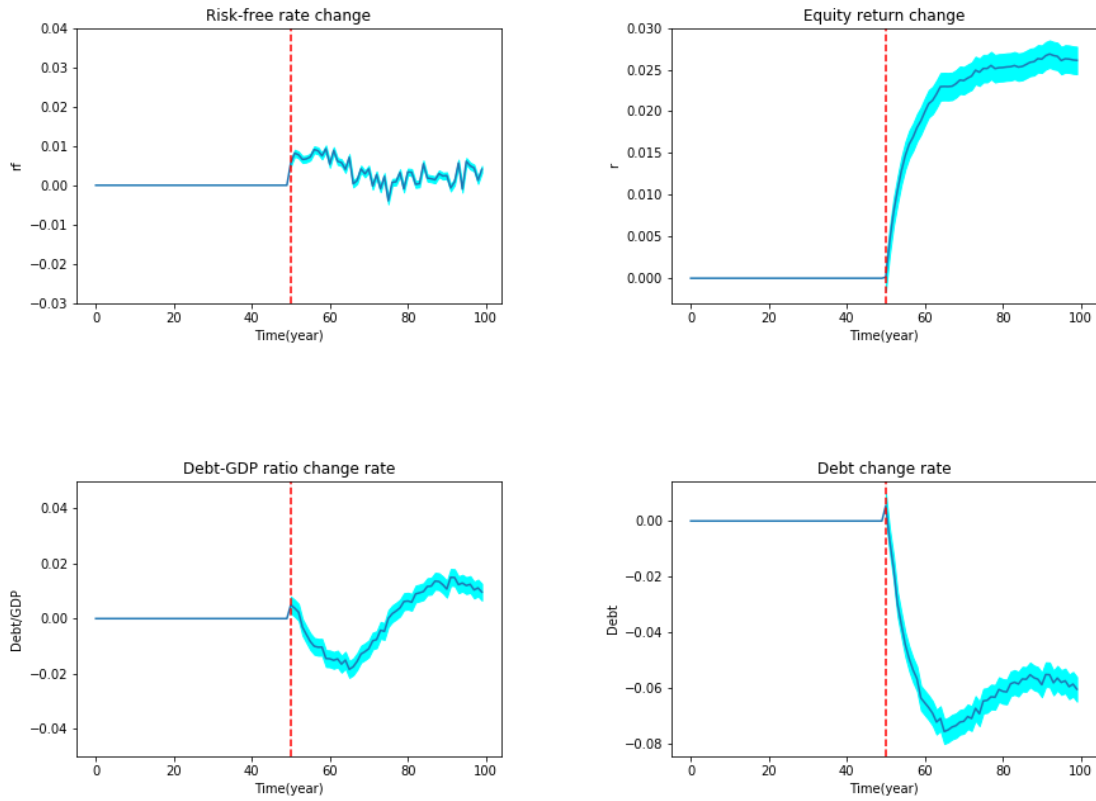 Risk-free rate change
0.04
0.03
0.02
0.01
0.00
−0.01
−0.02
−0.03
rf
0 20 40 60 80 100
Time(year)
Equity return change
0.030
0.025
0.020
0.015
0.010
0.005
0.000
r
0 20 40 60 80 100
Time(year)
Debt-GDP ratio change rate
0.04
0.02
0.00
−0.02
−0.04
Debt/GDP
0 20 40 60 80 100
Time(year)
Debt change rate
0.00
−0.02
−0.04
−0.06
−0.08
Debt
0 20 40 60 80 100
Time(year)